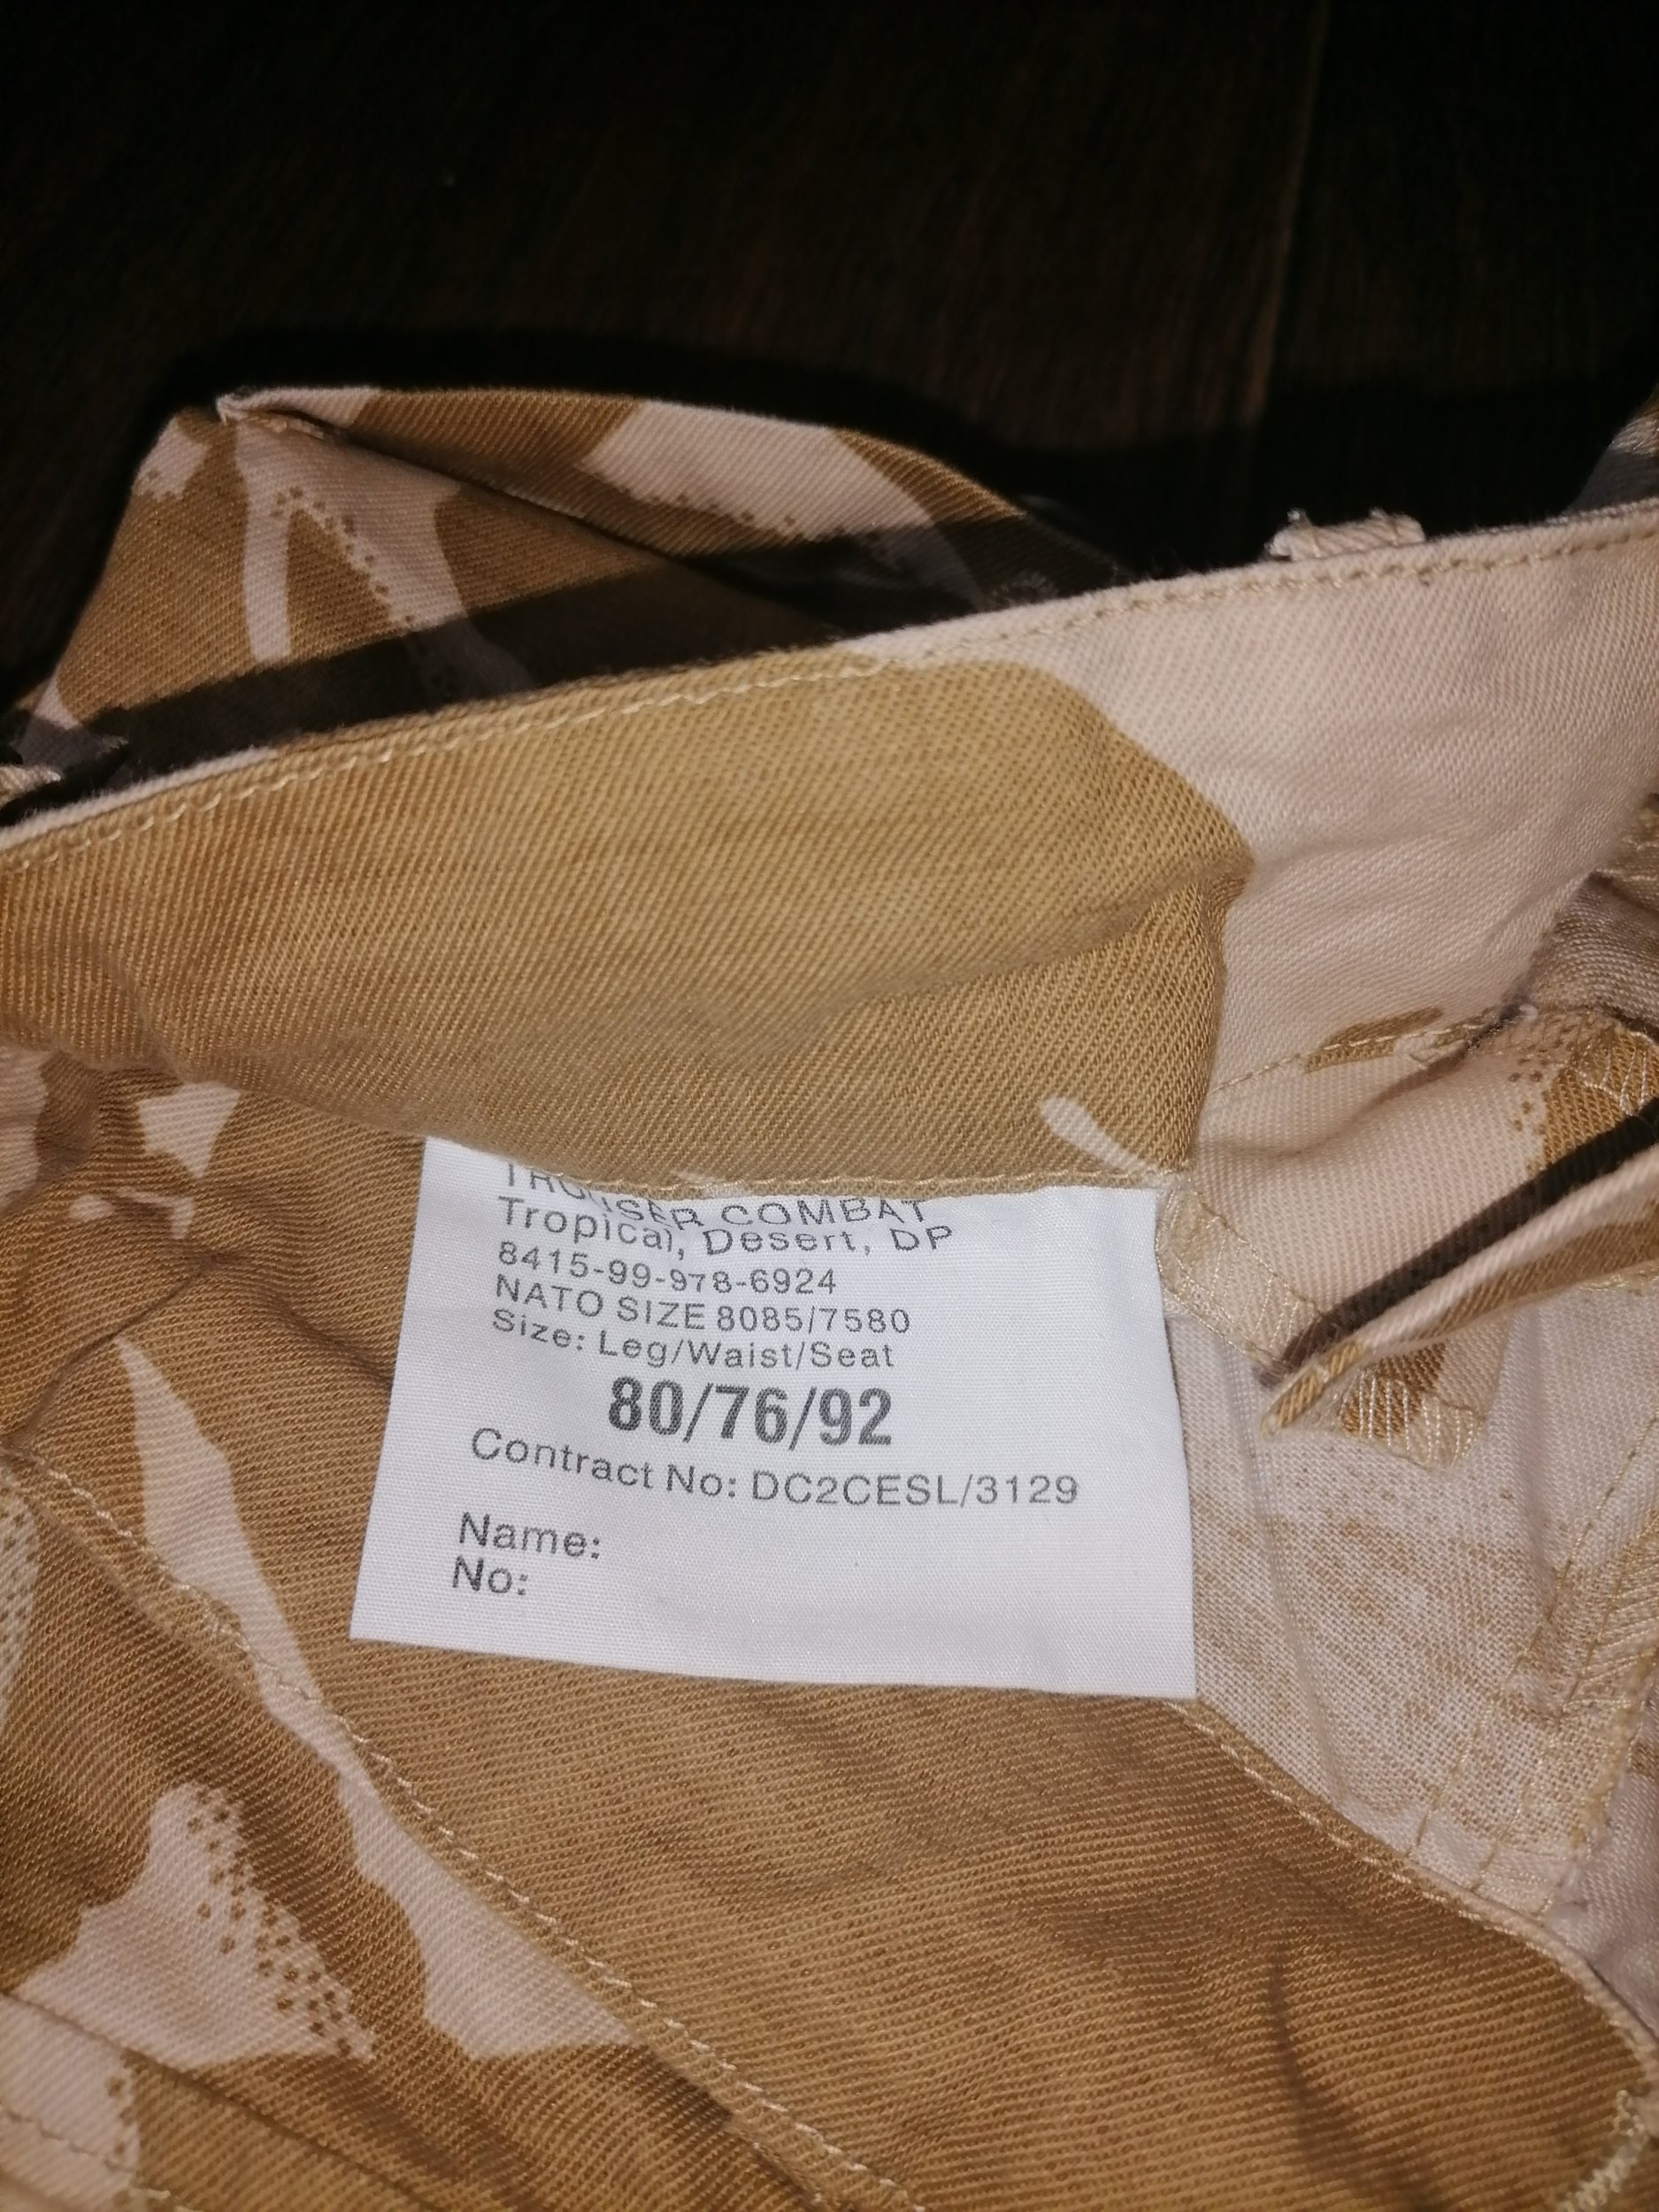 TROUSER COMBAT
Tropical, Desert, DP
8415-99-978-6924
NATO SIZE 8085/7580
Size: Leg/Waist/Seat
80/76/92
Contract No: DC2CESL/3129
Name:
No: